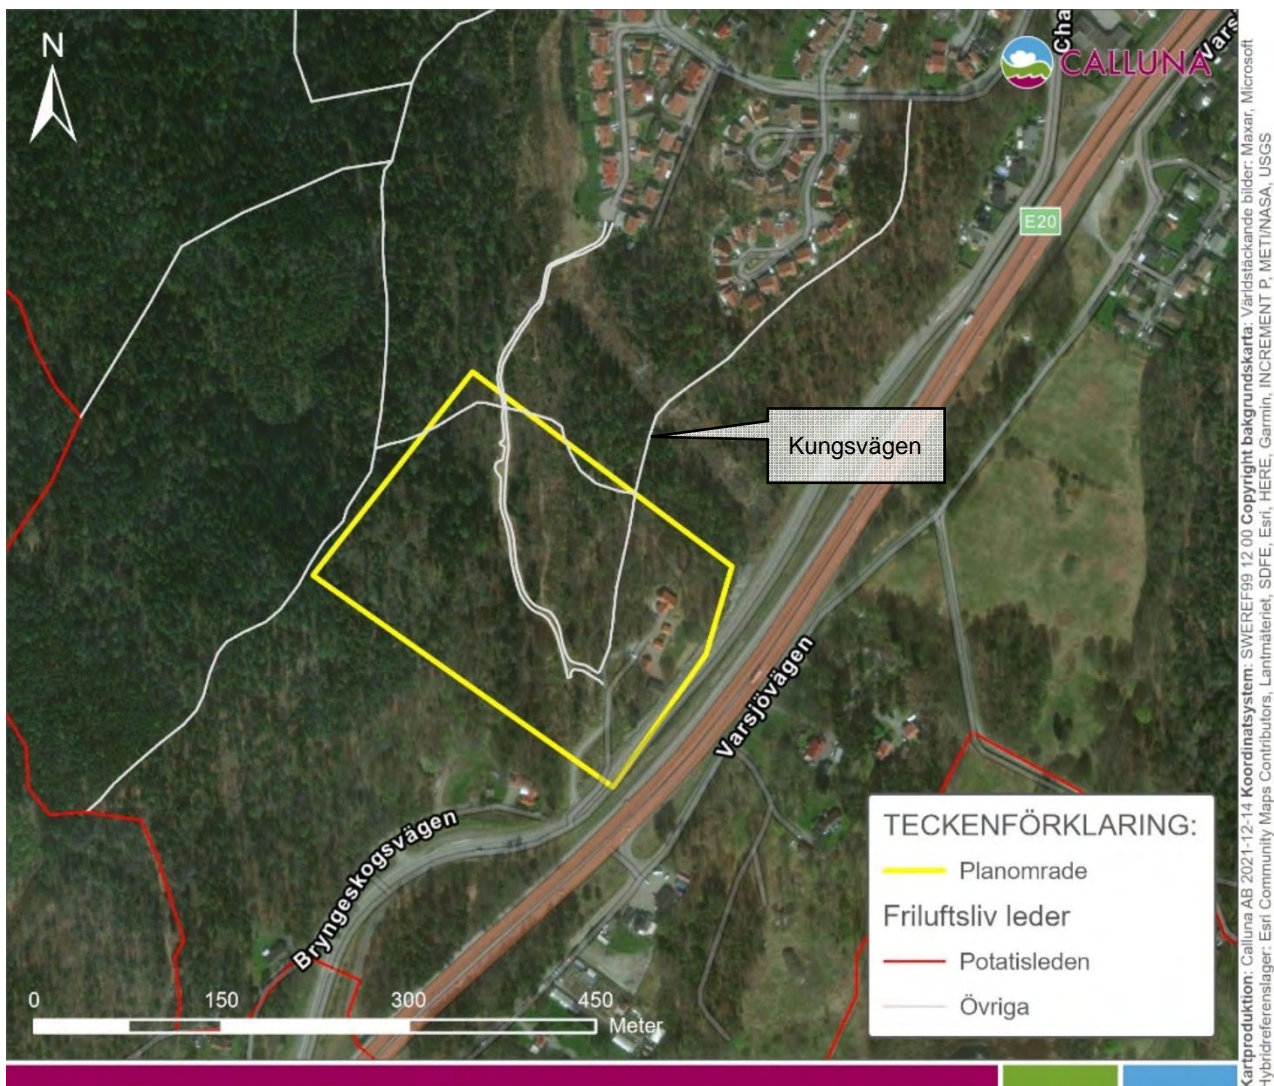 N
Cha
Vars
CALLUNA
E20
Kungsvägen
Varsjövägen
Bryngeskogsvägen
0 150 300 450
Meter
TECKENFÖRKLARING:
Planomrade
Friluftsliv leder
Potatisleden
Övriga
Kartproduktion: Calluna AB 2021-12-14 Koordinatsystem: SWEREF99 12 00 Copyright bakgrundskarta: Världstäckande bilder: Maxar, Microsoft
Hybridreferenslager: Esri Community Maps Contributors, Lantmäteriet, SDFE, Esri, HERE, Garmin, INCREMENT P, METI/NASA, USGS